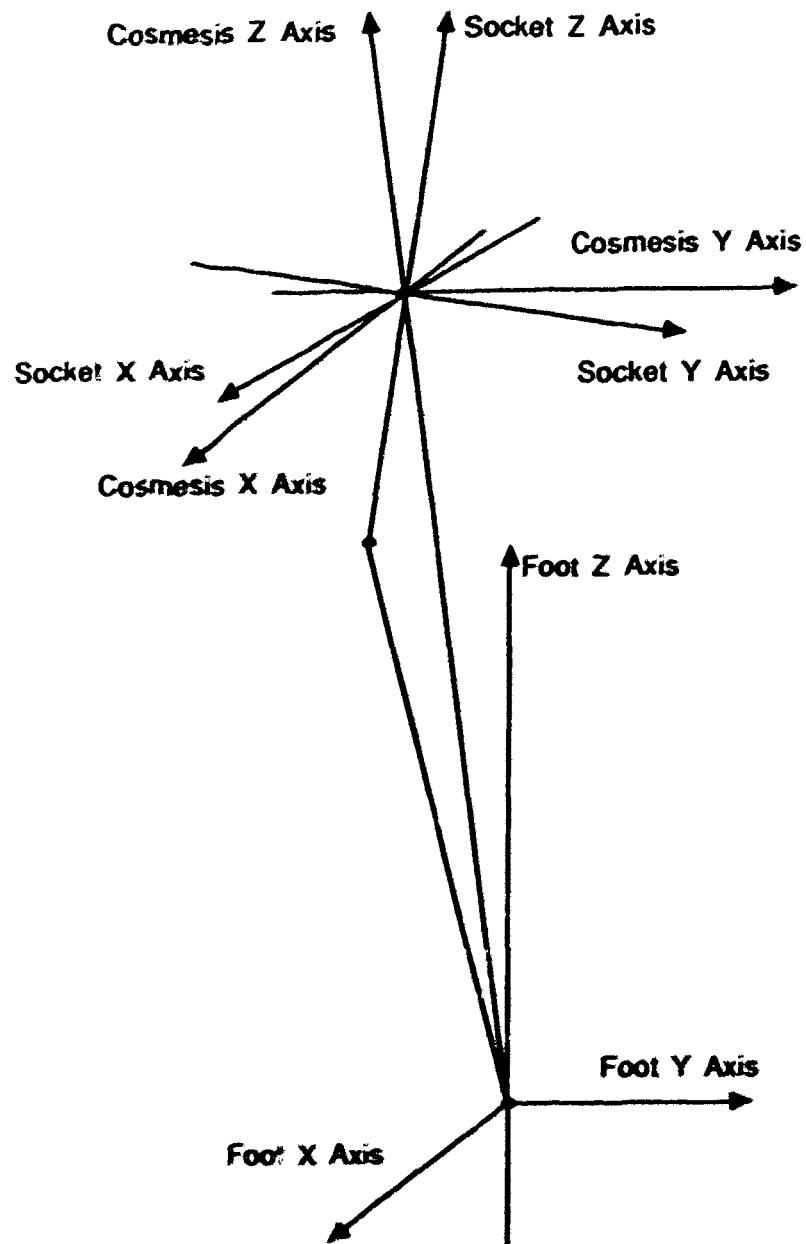 Cosmesis Z Axis
Socket Z Axis
Cosmesis Y Axis
Socket X Axis
Socket Y Axis
Cosmesis X Axis
Foot Z Axis
Foot Y Axis
Foot X Axis